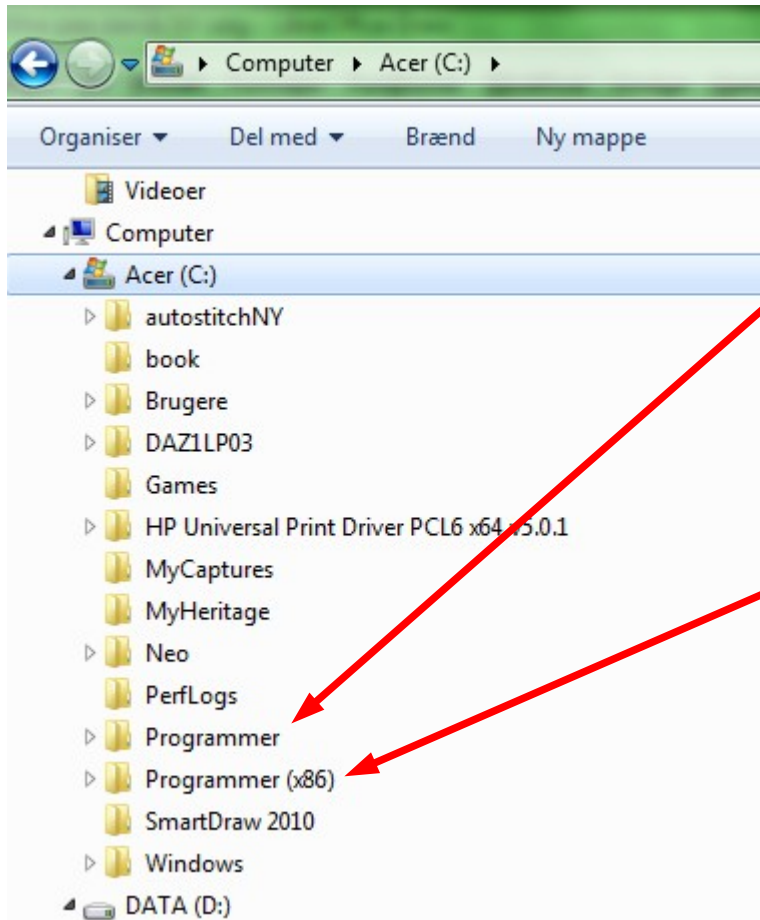 Computer Acer (C:)
Organiser Del med Brænd Ny mappe
Videoer
Computer
Acer (C:)
autostitchNY
book
Brugere
DAZ1LP03
Games
HP Universal Print Driver PCL6 x64 v5.0.1
MyCaptures
MyHeritage
Neo
PerfLogs
Programmer
Programmer (x86)
SmartDraw 2010
Windows
DATA (D:)